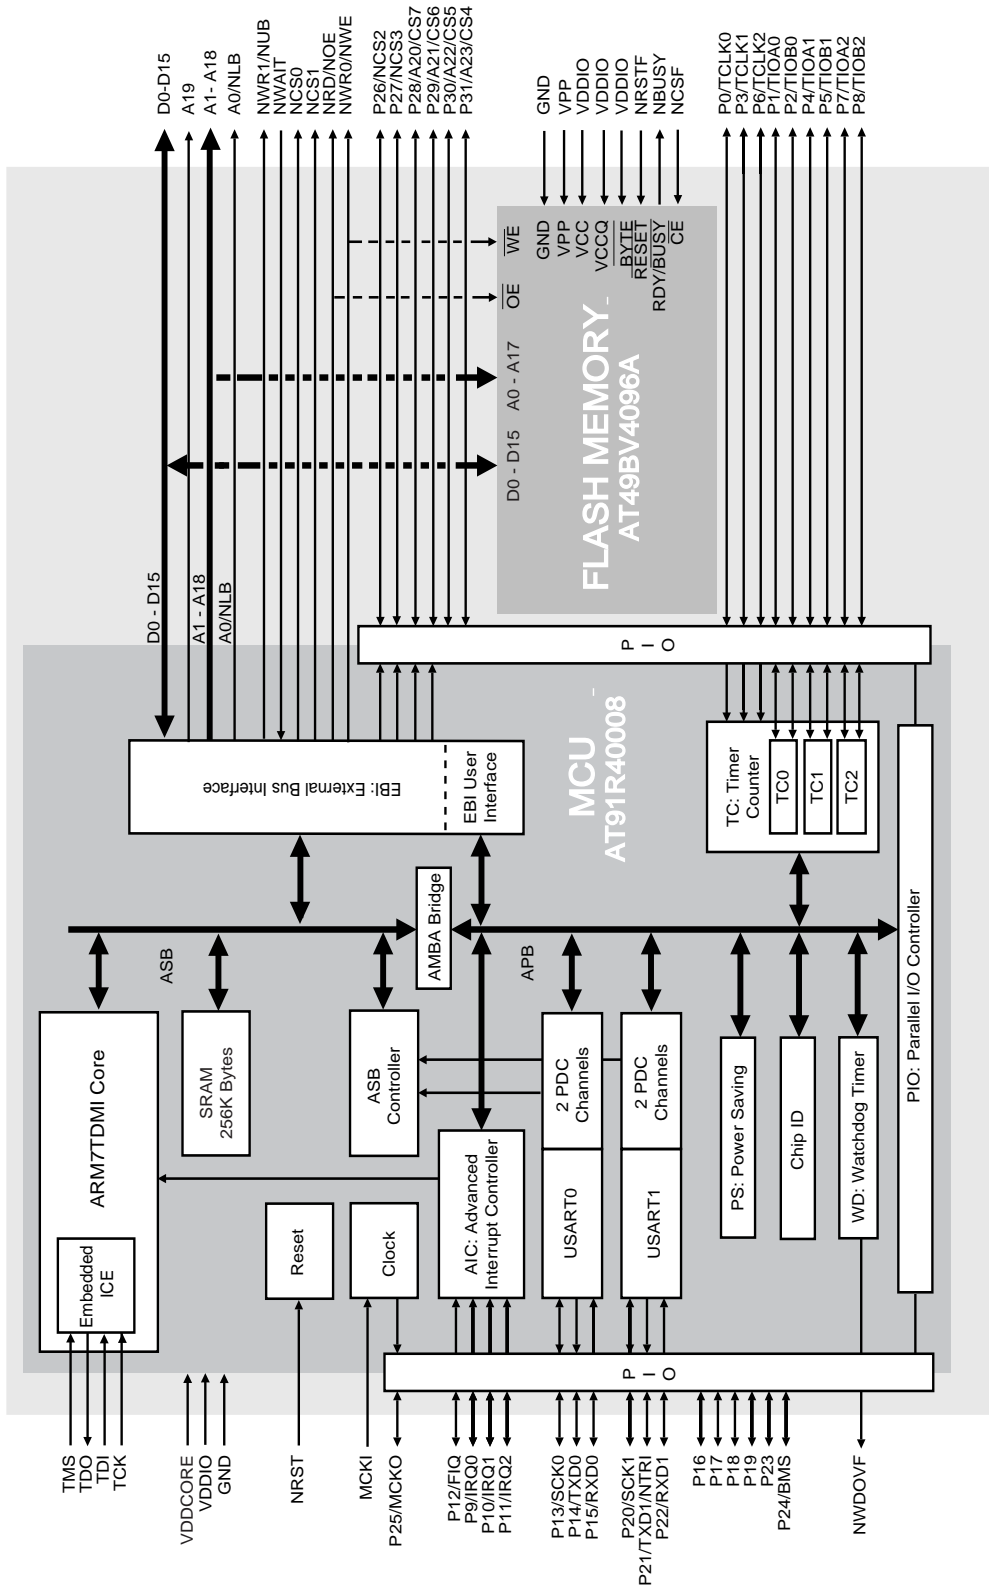 TMS
TDO
TDI
TCK
VDDCORE
VDDIO
GND
NRST
MCKI
P25/MCKO
P12/FIQ
P9/IRQ0
P10/IRQ1
P11/IRQ2
P13/SCK0
P14/TXD0
P15/RXD0
P20/SCK1
P21/TXD1/NTRI
P22/RXD1
P16
P17
P18
P19
P23
P24/BMS
NWDOVF
Embedded
ICE
ARM7TDMI Core
Reset
Clock
SRAM
256K Bytes
ASB
Controller
AIC: Advanced
Interrupt Controller
USART0
2 PDC
Channels
USART1
2 PDC
Channels
PS: Power Saving
Chip ID
WD: Watchdog Timer
PIO: Parallel I/O Controller
P
I
O
ASB
AMBA Bridge
APB
EBI: External Bus Interface
EBI User
Interface
MCU
AT91R40008
TC: Timer
Counter
TC0
TC1
TC2
P
I
O
D0 - D15
A1 - A18
A0/NLB
FLASH MEMORY
AT49BV4096A
D0 - D15
A0 - A17
OE
WE
GND
VPP
VCC
VCCQ
BYTE
RESET
RDY/BUSY
CE
D0-D15
A19
A1- A18
A0/NLB
NWR1/NUB
NWAIT
NCS0
NCS1
NRD/NOE
NWR0/NWE
P26/NCS2
P27/NCS3
P28/A20/CS7
P29/A21/CS6
P30/A22/CS5
P31/A23/CS4
GND
VPP
VDDIO
VDDIO
VDDIO
NRSTF
NBUSY
NCSF
P0/TCLK0
P3/TCLK1
P6/TCLK2
P1/TIOA0
P2/TIOB0
P4/TIOA1
P5/TIOB1
P7/TIOA2
P8/TIOB2